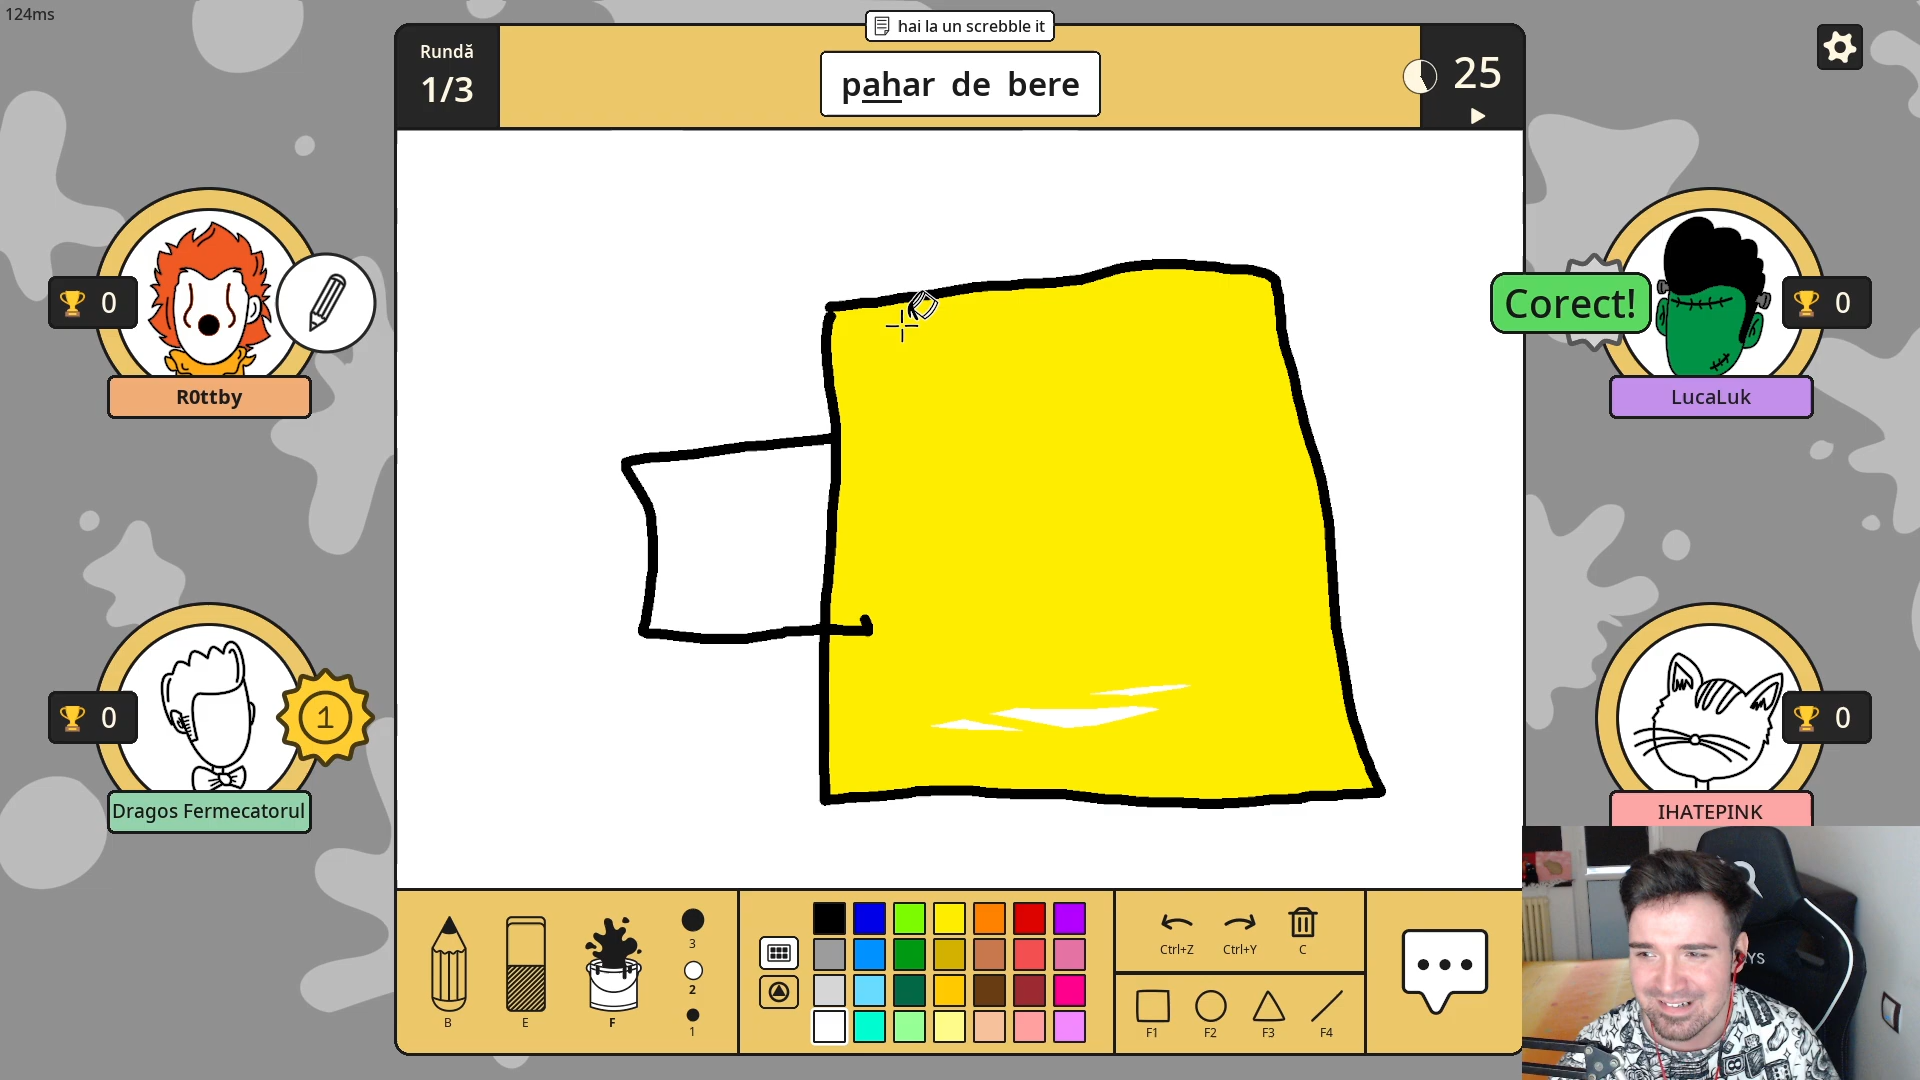 124ms
hai la un screbble it
Rundă
1/3
pahar de bere
25
0
R0ttby
Corect!
0
LucaLuk
0
1
Dragos Fermecatorul
0
IHATEPINK
B
E
F
3
2
1
Ctrl+Z
Ctrl+Y
C
F1
F2
F3
F4